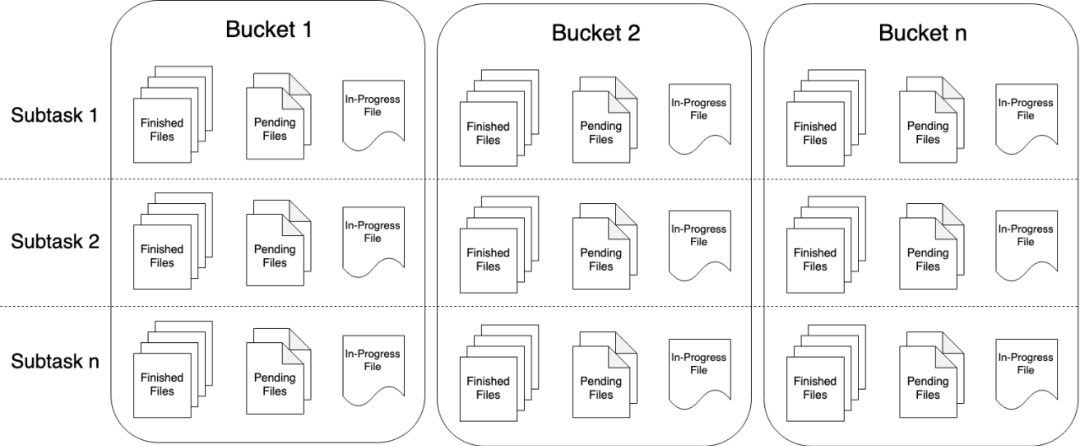 Bucket 1
Bucket 2
Bucket n
Subtask 1
Finished
Files
Pending
Files
In-Progress
File
Finished
Files
Pending
Files
In-Progress
File
Finished
Files
Pending
Files
In-Progress
File
Subtask 2
Finished
Files
Pending
Files
In-Progress
File
Finished
Files
Pending
Files
In-Progress
File
Finished
Files
Pending
Files
In-Progress
File
Subtask n
Finished
Files
Pending
Files
In-Progress
File
Finished
Files
Pending
Files
In-Progress
File
Finished
Files
Pending
Files
In-Progress
File